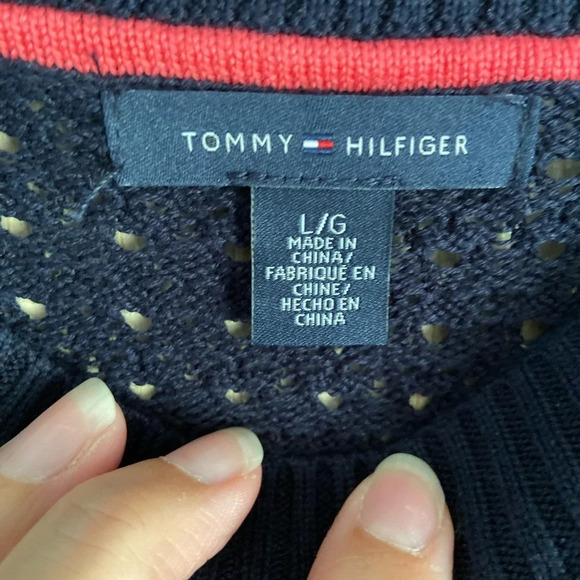 TOMMY HILFIGER
L/G
MADE IN
CHINA/
FABRIQUÉ EN
CHINE/
HECHO EN
CHINA